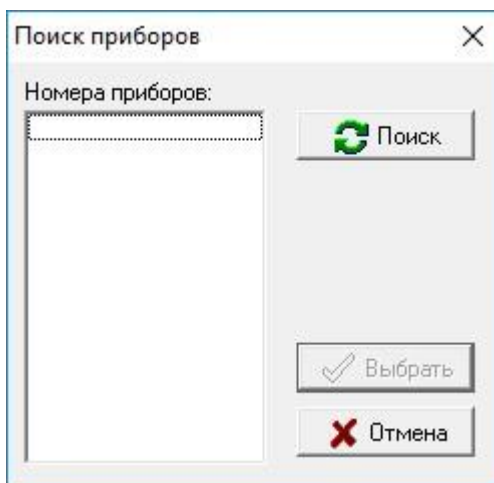 Поиск приборов
Номера приборов:
Поиск
Выбрать
Отмена